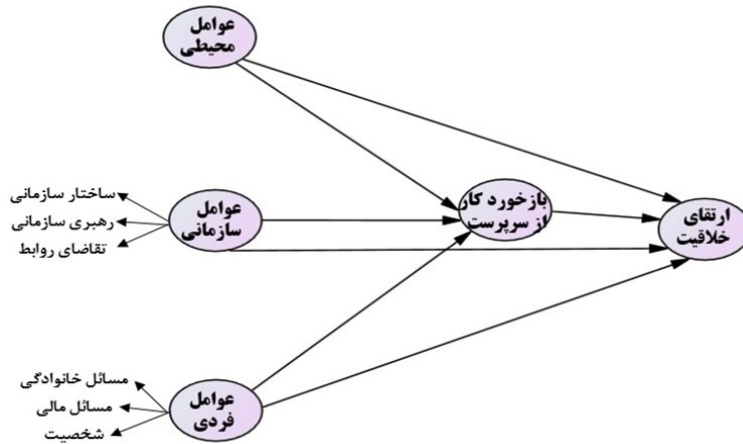 عوامل
محیطی
ساختار سازمانی
رهبری سازمانی
تقاضای روابط
عوامل
سازمانی
بازخورد کار
از سرپرست
ارتقای
خلاقیت
مسائل خانوادگی
مسائل مالی
شخصیت
عوامل
فردی